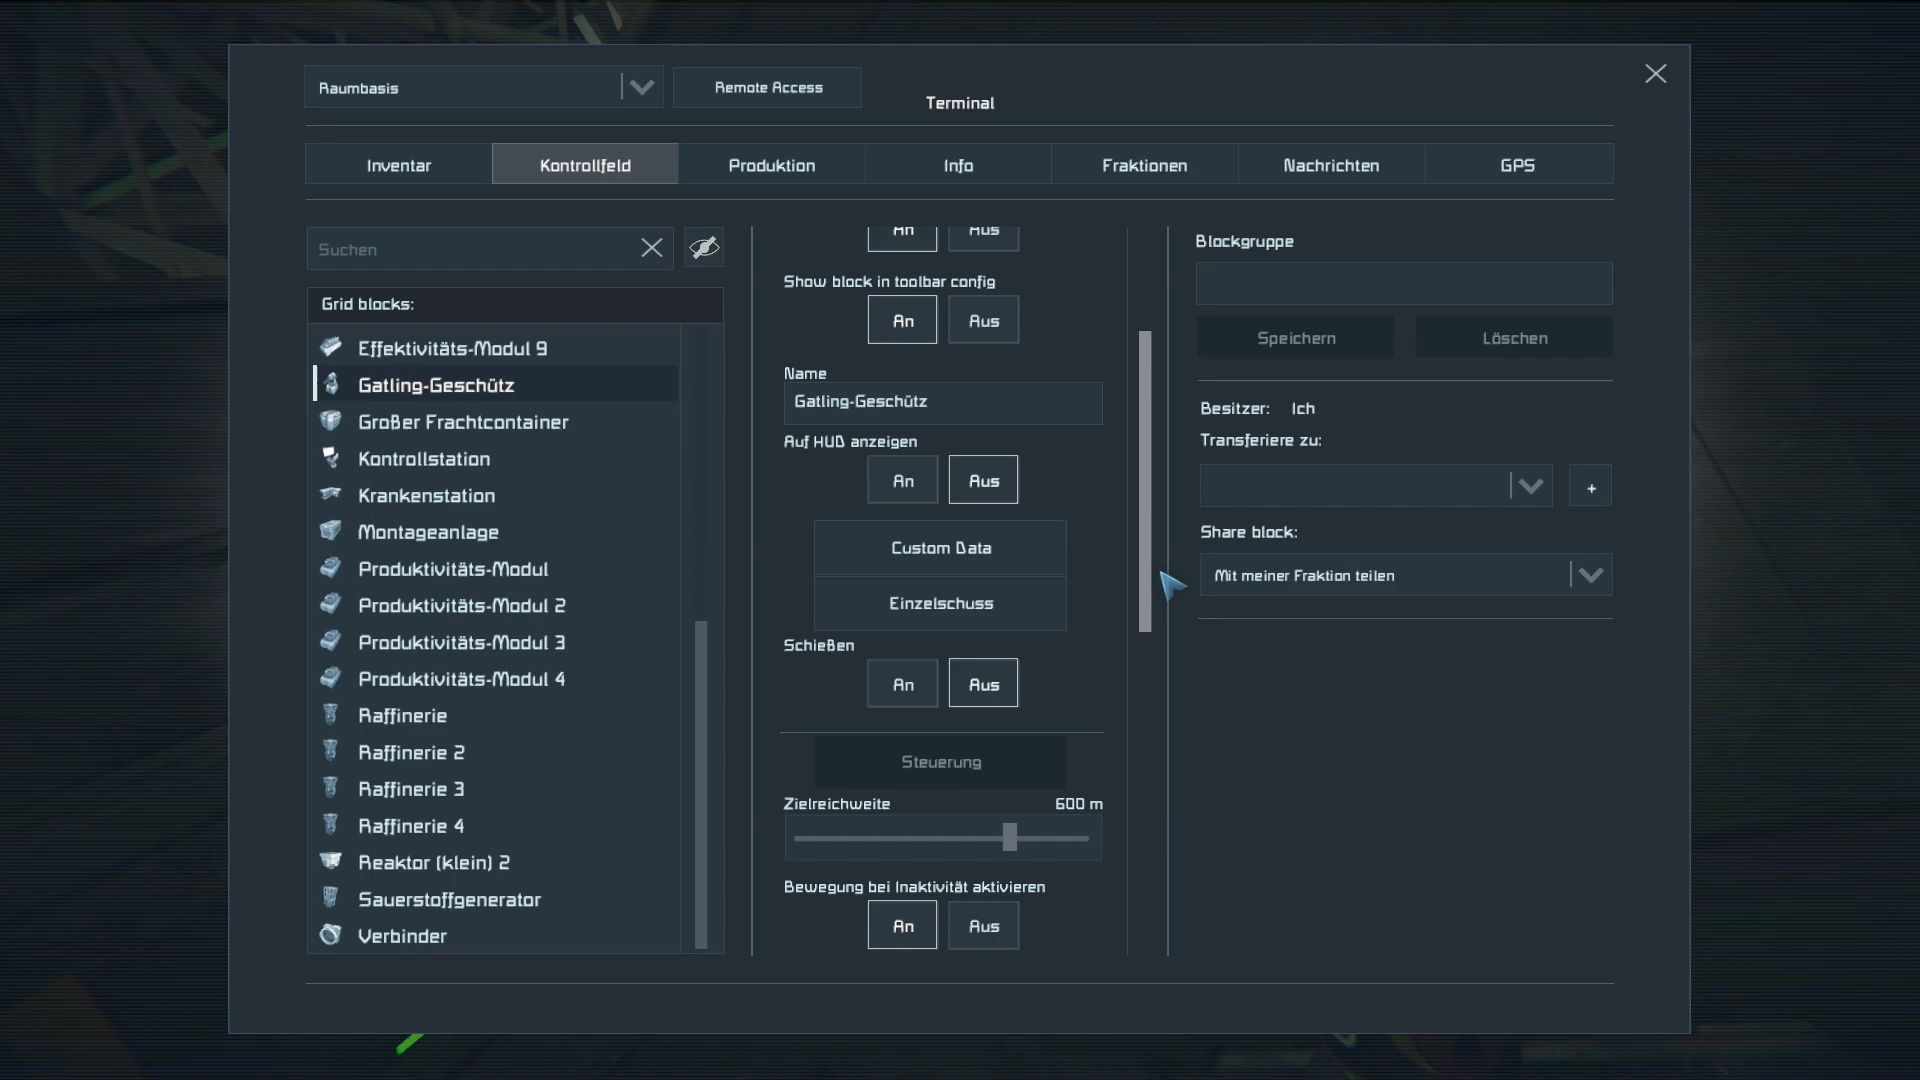 Raumbasis
Remote Access
Terminal
Inventar
Kontrollfeld
Produktion
Info
Fraktionen
Nachrichten
GPS
Suchen
Grid blocks:
Effektivitäts-Modul 9
Gatling-Geschütz
Großer Frachtcontainer
Kontrollstation
Krankenstation
Montageanlage
Produktivitäts-Modul
Produktivitäts-Modul 2
Produktivitäts-Modul 3
Produktivitäts-Modul 4
Raffinerie
Raffinerie 2
Raffinerie 3
Raffinerie 4
Reaktor (klein) 2
Sauerstoffgenerator
Verbinder
An Aus
Show block in toolbar config
An Aus
Name
Gatling-Geschütz
Auf HUD anzeigen
An Aus
Custom Data
Einzelschuss
Schießen
An Aus
Steuerung
Zielreichweite 600 m
Bewegung bei Inaktivität aktivieren
An Aus
Blockgruppe
Speichern Löschen
Besitzer: Ich
Transferiere zu:
+
Share block:
Mit meiner Fraktion teilen